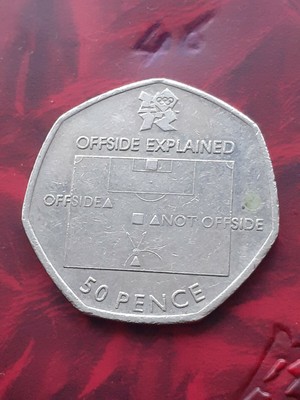 OFFSIDE EXPLAINED
OFFSIDE
NOT OFFSIDE
50 PENCE